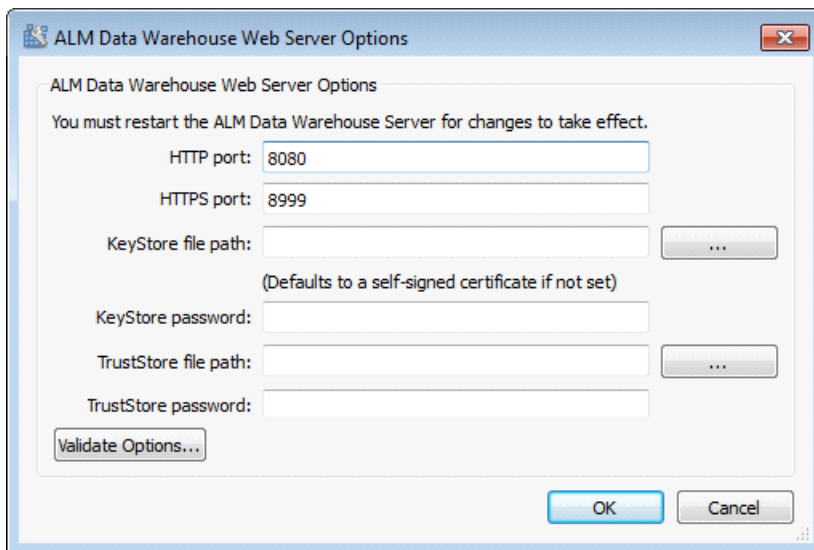 ALM Data Warehouse Web Server Options
ALM Data Warehouse Web Server Options
You must restart the ALM Data Warehouse Server for changes to take effect.
HTTP port: 8080
HTTPS port: 8999
KeyStore file path: ...
(Defaults to a self-signed certificate if not set)
KeyStore password:
TrustStore file path: ...
TrustStore password:
Validate Options...
OK Cancel